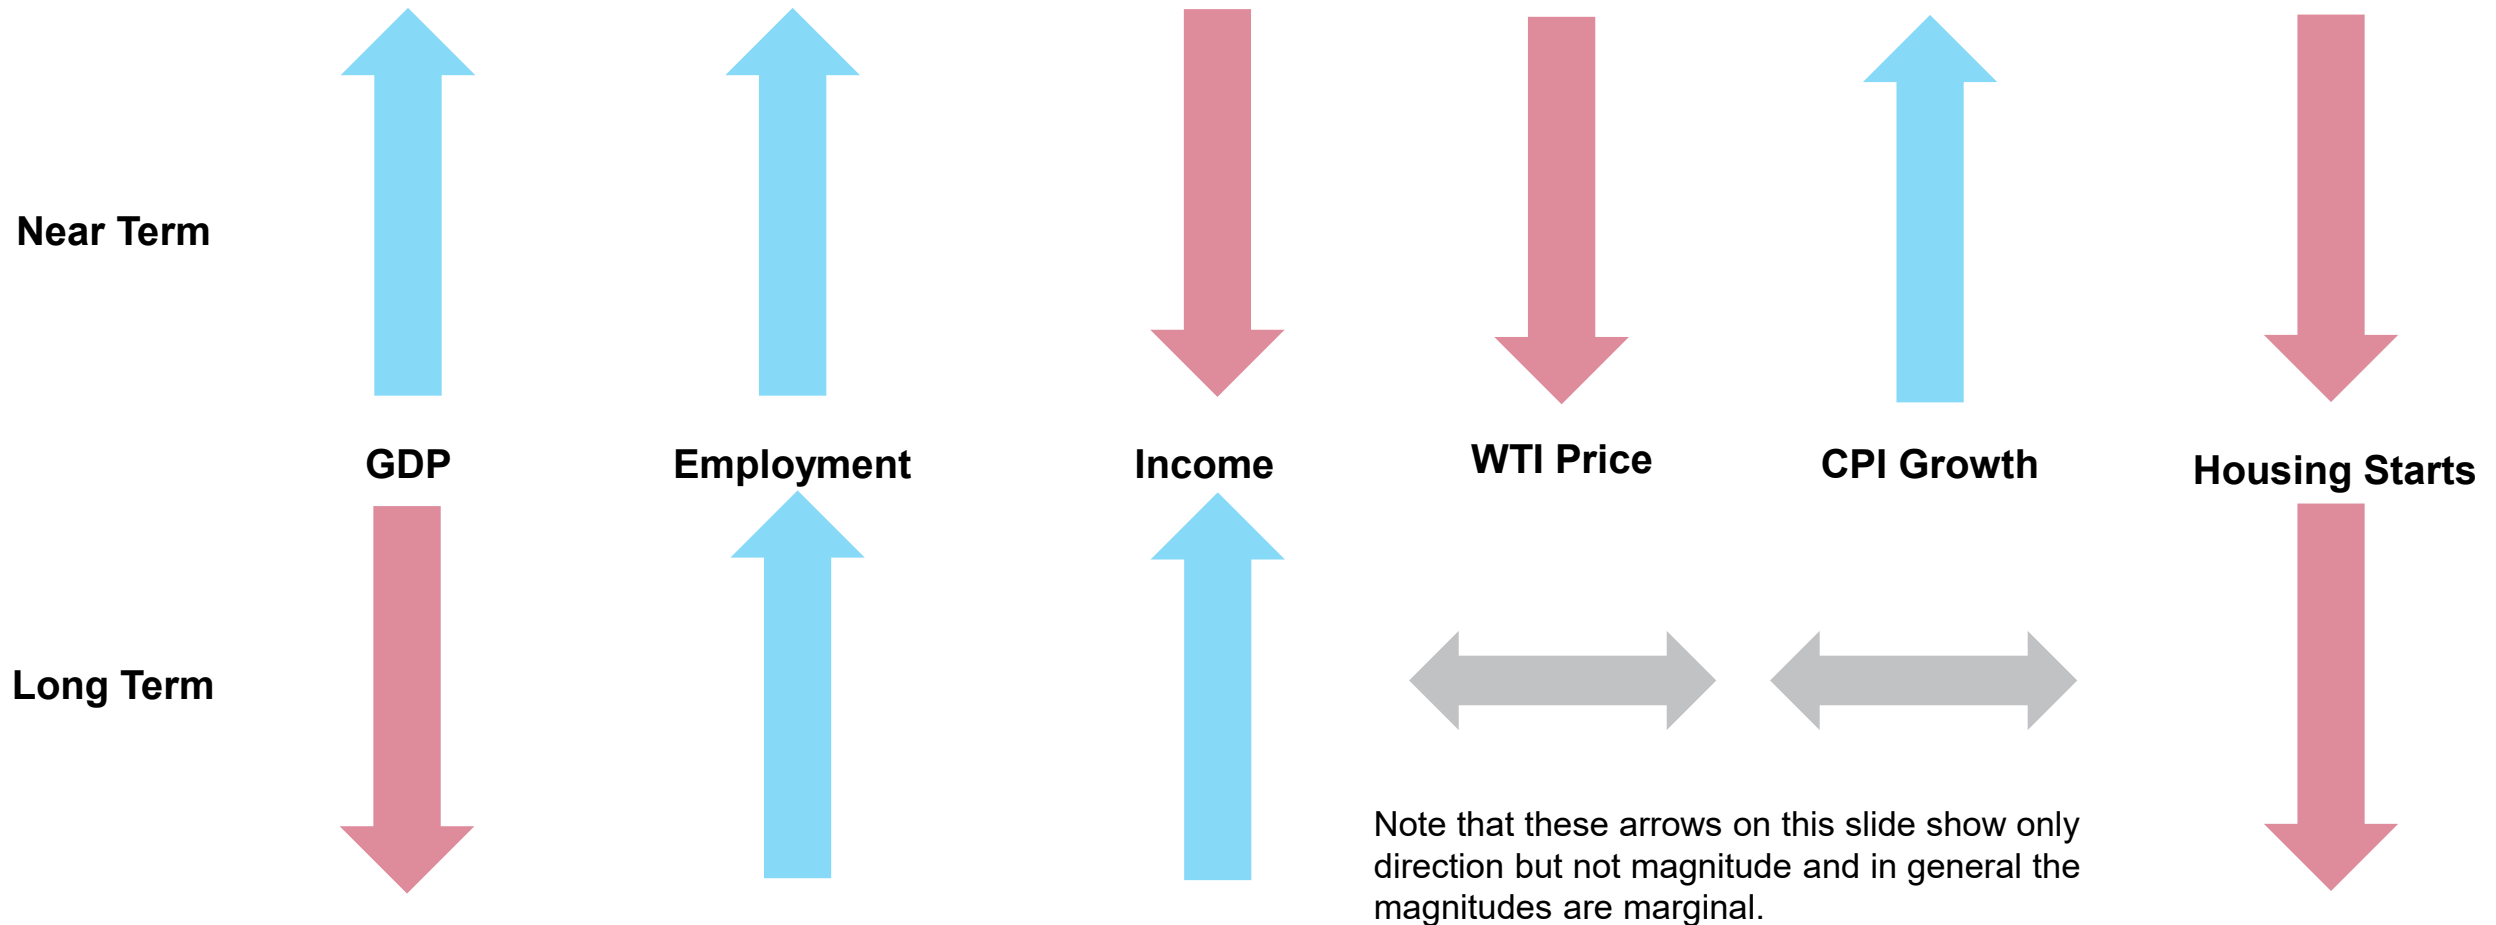 Near Term
GDP
Employment
Income
WTI Price
CPI Growth
Housing Starts
Long Term
Note that these arrows on this slide show only
direction but not magnitude and in general the
magnitudes are marginal.